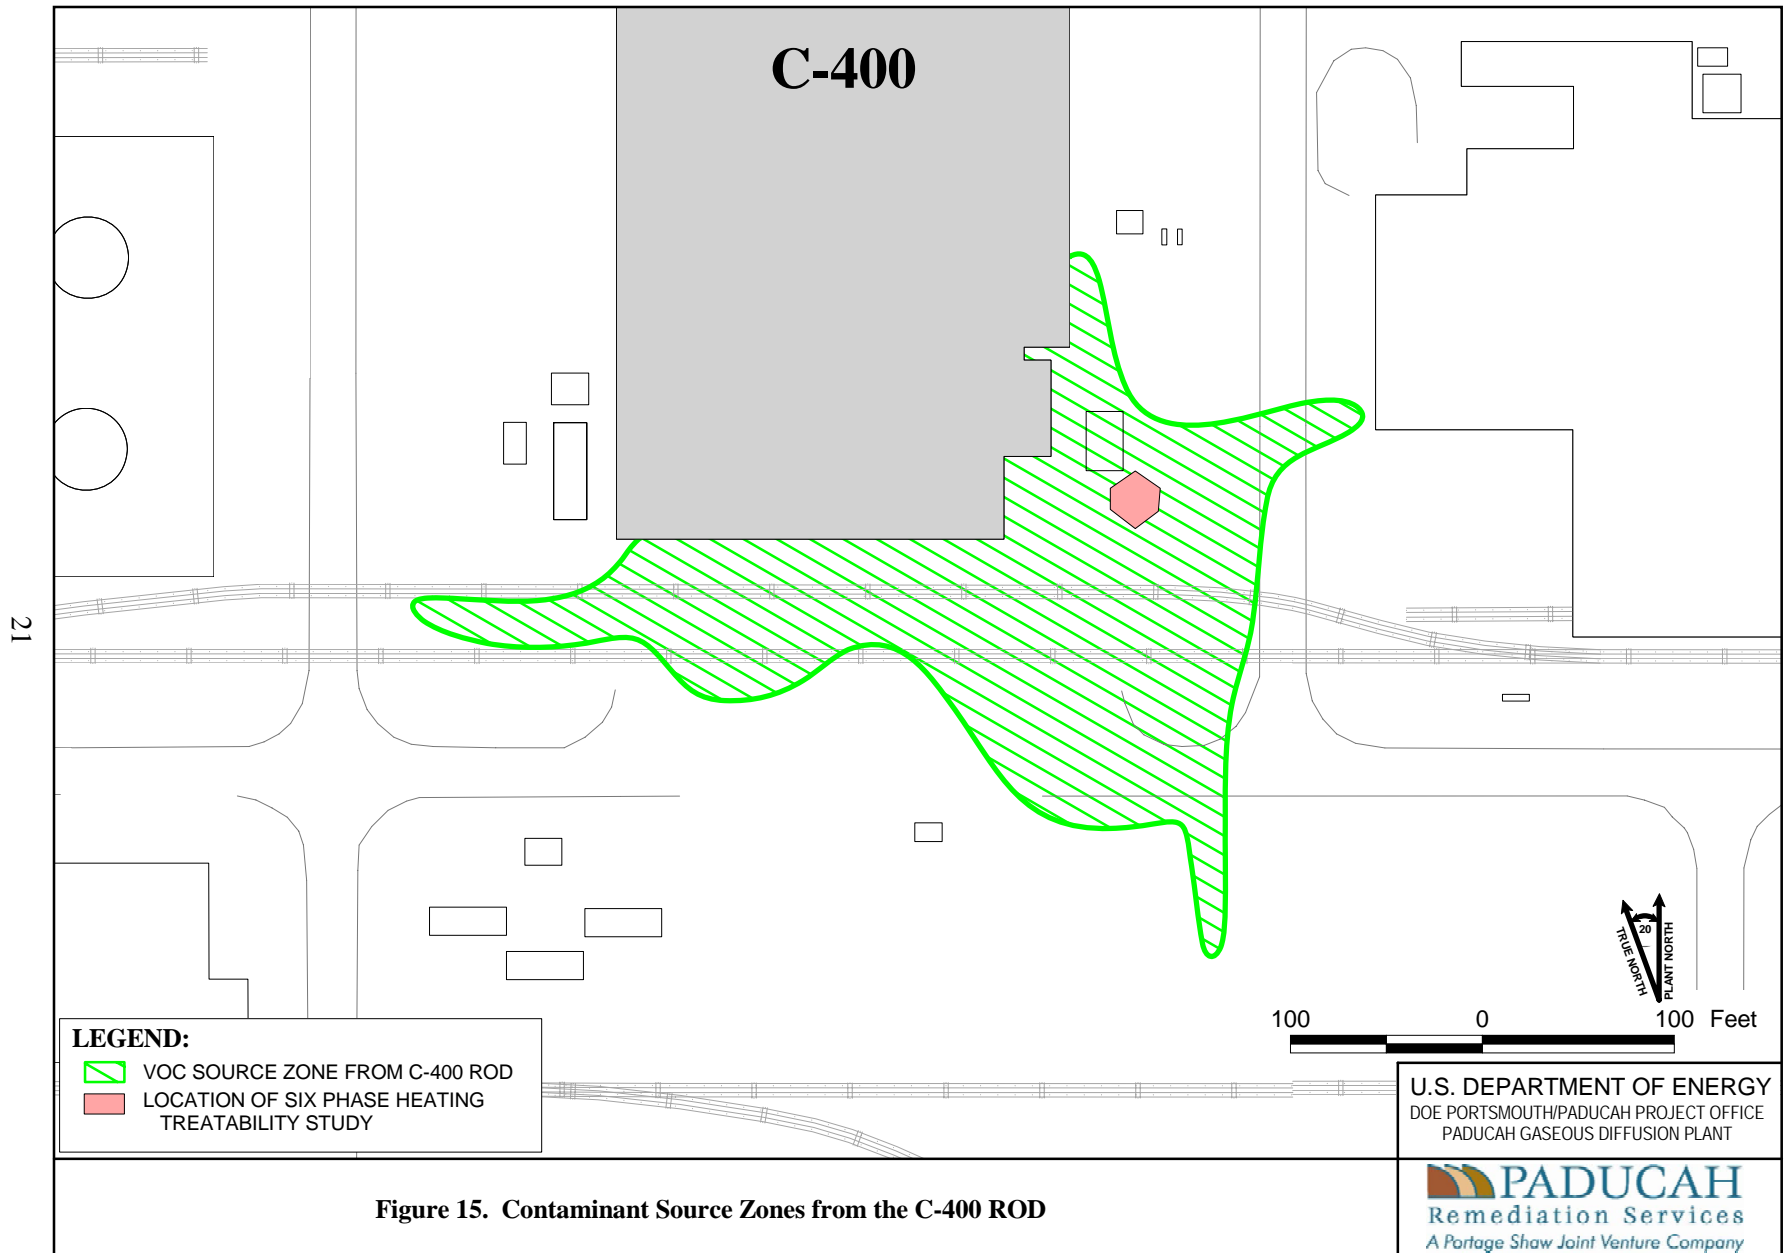 C-400
21
20
TRUE NORTH
PLANT NORTH
100 0 100 Feet
LEGEND:
VOC SOURCE ZONE FROM C-400 ROD
LOCATION OF SIX PHASE HEATING
TREATABILITY STUDY
U.S. DEPARTMENT OF ENERGY
DOE PORTSMOUTH/PADUCAH PROJECT OFFICE
PADUCAH GASEOUS DIFFUSION PLANT
PADUCAH
Remediation Services
A Portage Shaw Joint Venture Company
Figure 15. Contaminant Source Zones from the C-400 ROD